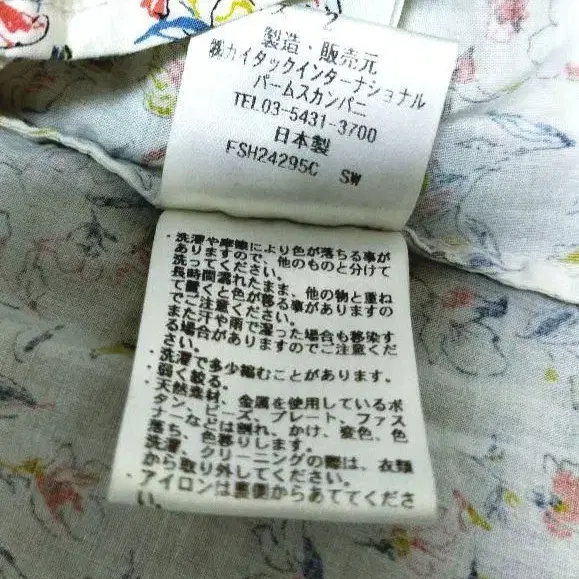 2
製造・販売元
㈱カイタックインターナショナル
パームスカンパニ
TEL03-5431-3700
日本製
FSH24295C SW
・洗濯や摩擦により色が落ちる事が
ありますので、他のものと分けて
洗ってください。
長時間濡れたまま、他の物と重ね
て置くと色が移る事がありますの
でご注意ください。
また汗や雨で湿った場合も移染す
る場合がありますのでご注意くださ
い。
・洗濯で多少縮むことがあります。
・弱く絞る。
・天然素材、金属を使用しているボ
タン、ビーズ、プレート、ファス
ナーなどは割れ、かけ、変色、色
落ち、色移りします。
洗濯、クリーニングの際は、衣類
から取り外してください。
・アイロンは裏側からあててくださ
い。